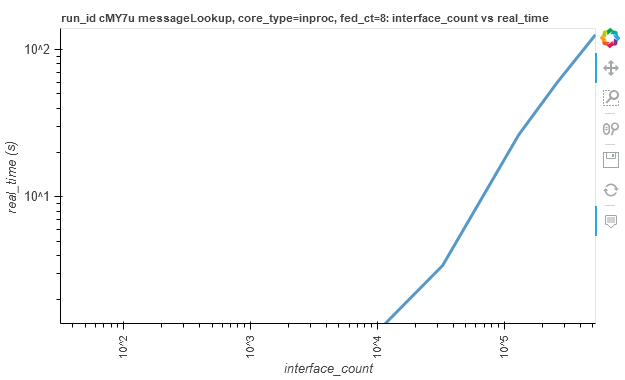 run_id cMY7u messageLookup, core_type=inproc, fed_ct=8: interface_count vs real_time
10^2
10^1
real_time (s)
10^2
10^3
10^4
10^5
interface_count